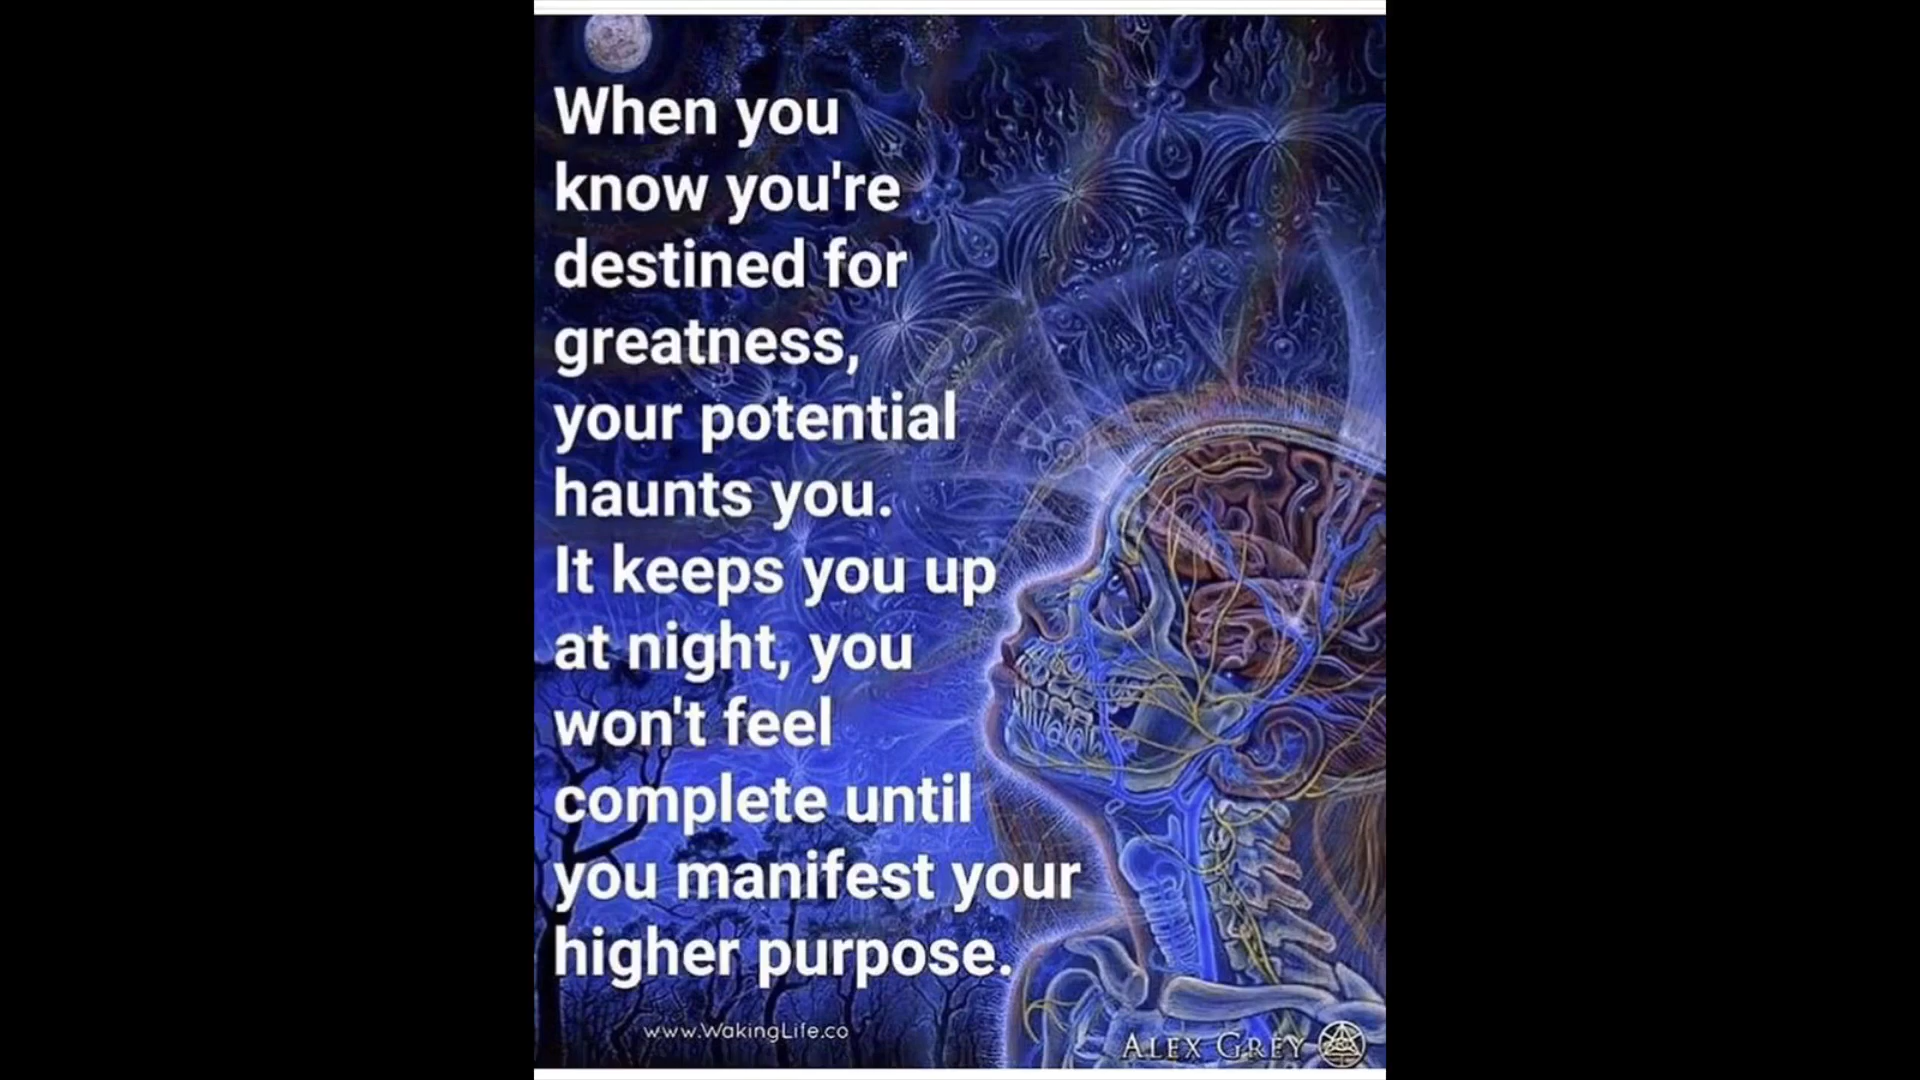 When you
know you're
destined for
greatness,
your potential
haunts you.
It keeps you up
at night, you
won't feel
complete until
you manifest your
higher purpose.
www.WakingLife.co
ALEX GREY